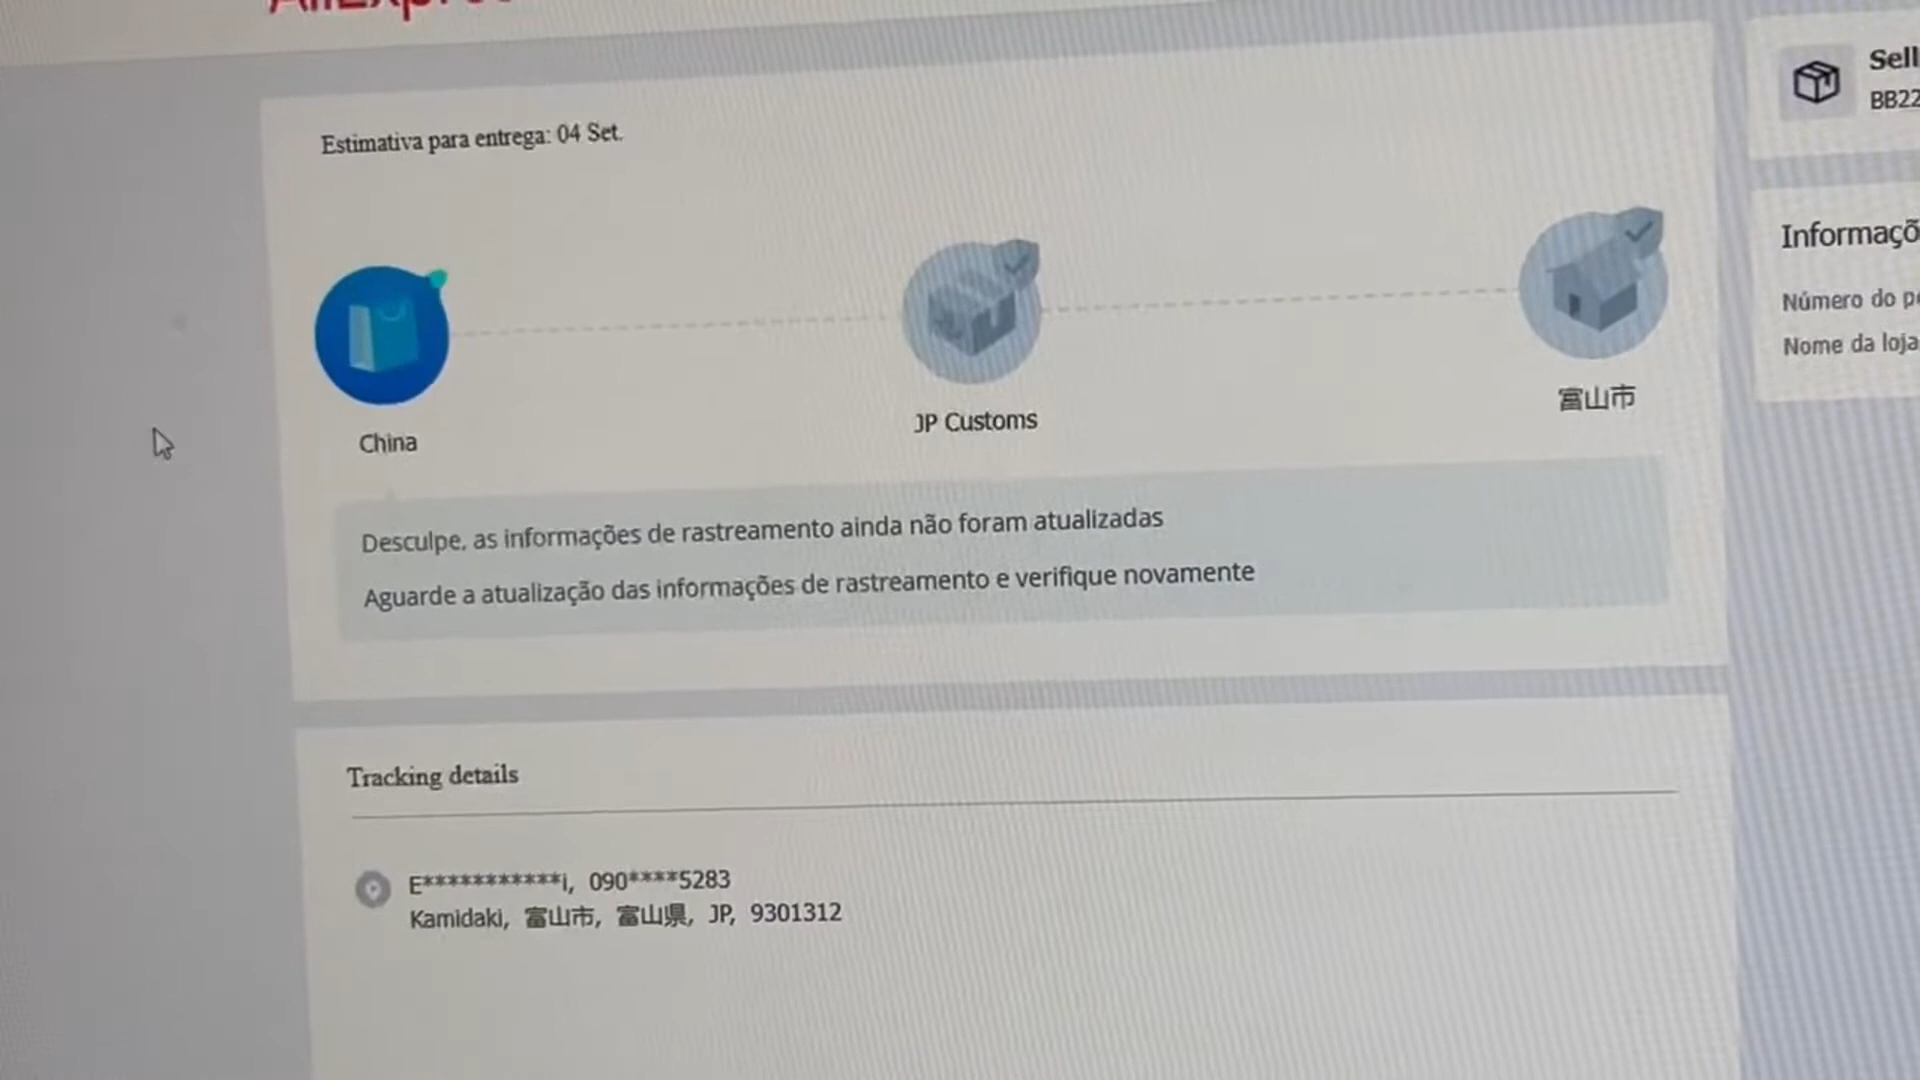 Estimativa para entrega: 04 Set.
China
JP Customs
富山市
Desculpe, as informações de rastreamento ainda não foram atualizadas
Aguarde a atualização das informações de rastreamento e verifique novamente
Tracking details
E***********i, 090****5283
Kamidaki, 富山市, 富山県, JP, 9301312
Sell
BB22
Informaçõ
Número do p
Nome da loja